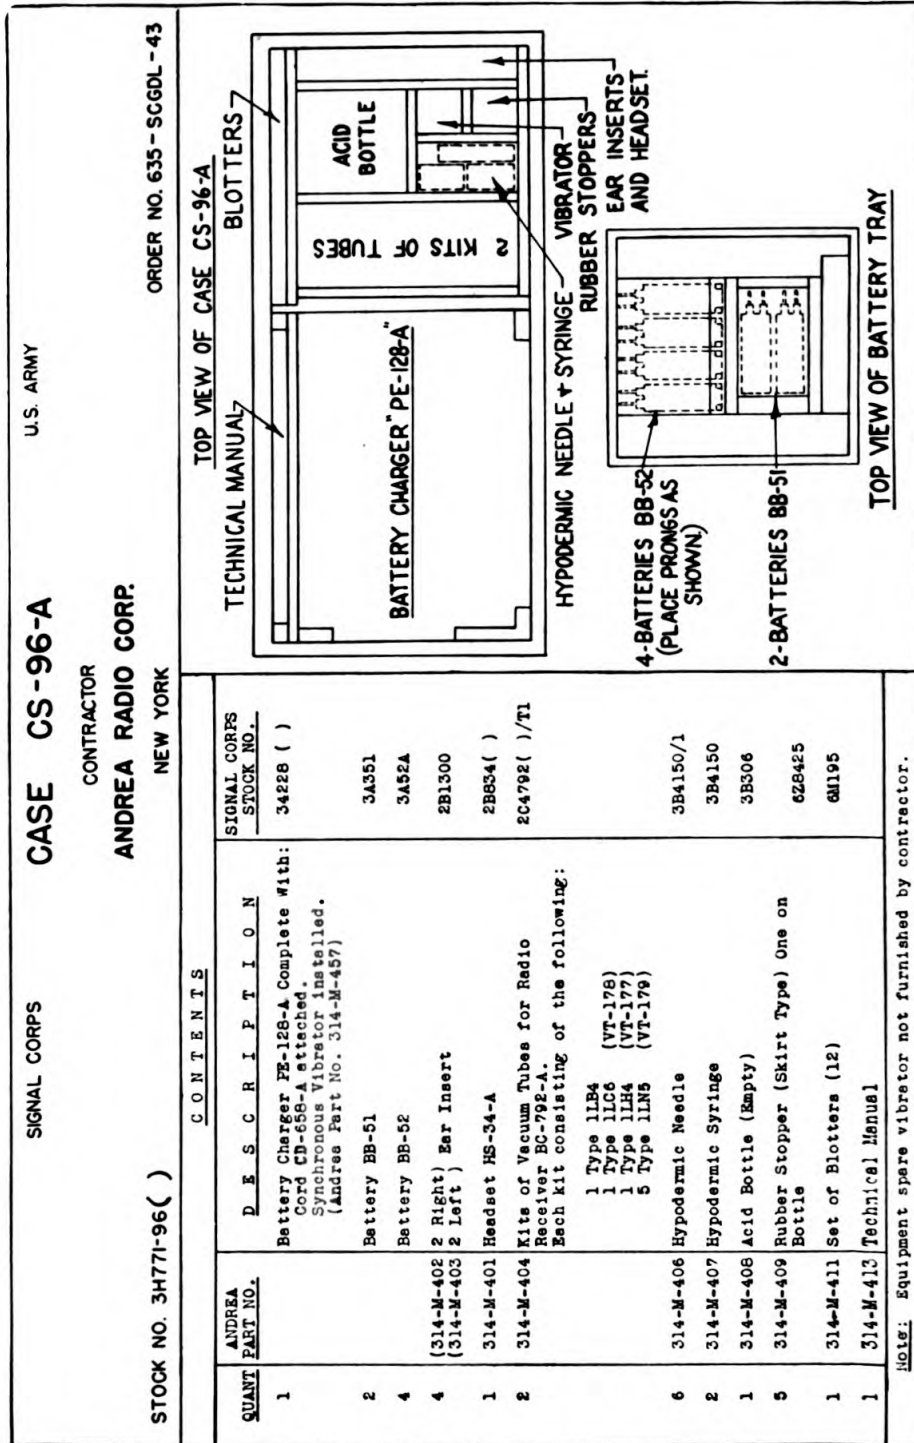 SIGNAL CORPS
CASE CS-96-A
U.S. ARMY
CONTRACTOR
ANDREA RADIO CORP.
NEW YORK
STOCK NO. 3H771-96( )
ORDER NO. 635-SCGDL-43
CONTENTS
QUANT
ANDREA PART NO.
DESCRIPTION
SIGNAL CORPS STOCK NO.
1 Battery Charger PE-128-A Complete With: 34228 ( )
Cord CD-658-A attached.
Synchronous Vibrator installed.
(Andrea Part No. 314-M-457)
2 Battery BB-51 3A351
4 Battery BB-52 3A52A
4 (314-M-402 2 Right) Ear Insert 2B1300
(314-M-403 2 Left )
1 314-M-401 Headset HS-34-A 2B834( )
2 314-M-404 Kits of Vacuum Tubes for Radio 2C4792( )/T1
Receiver BC-792-A.
Each kit consisting of the following:
1 Type 1LB4
1 Type 1LC6 (VT-178)
1 Type 1LH4 (VT-177)
5 Type 1LN5 (VT-179)
6 314-M-406 Hypodermic Needle 3B4150/1
2 314-M-407 Hypodermic Syringe 3B4150
1 314-M-408 Acid Bottle (Empty) 3B306
5 314-M-409 Rubber Stopper (Skirt Type) One on
Bottle 6Z8425
1 314-M-411 Set of Blotters (12) 6M195
1 314-M-413 Technical Manual
Note: Equipment spare vibrator not furnished by contractor.
TOP VIEW OF CASE CS-96-A
TECHNICAL MANUAL
BLOTTERS
BATTERY CHARGER "PE-128-A"
2 KITS OF TUBES
ACID
BOTTLE
HYPODERMIC NEEDLE + SYRINGE
VIBRATOR
RUBBER STOPPERS
EAR INSERTS
AND HEADSET.
4-BATTERIES BB-52
(PLACE PRONGS AS
SHOWN)
2-BATTERIES BB-51
TOP VIEW OF BATTERY TRAY